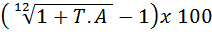 ( ¹²√1 + T.A − 1)x 100